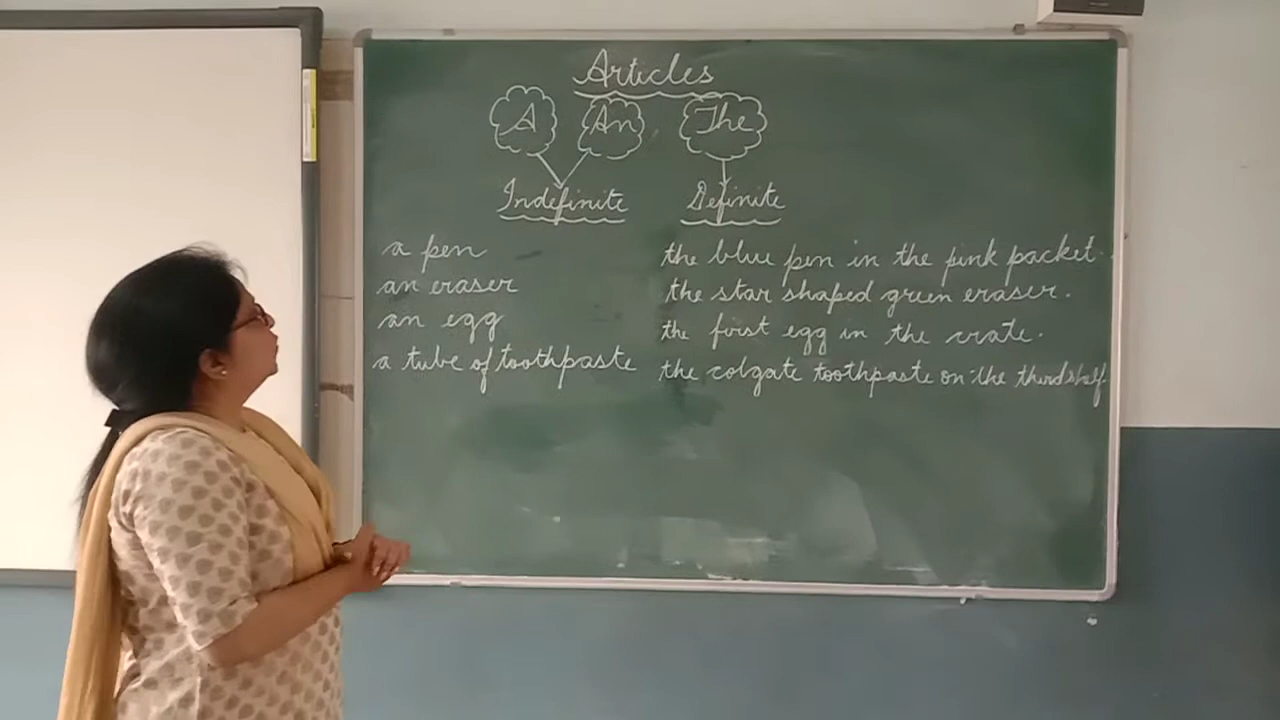 Articles
A An The
Indefinite Definite
a pen the blue pen in the pink packet.
an eraser the star shaped green eraser.
an egg the first egg in the crate.
a tube of toothpaste the colgate toothpaste on the third shelf.